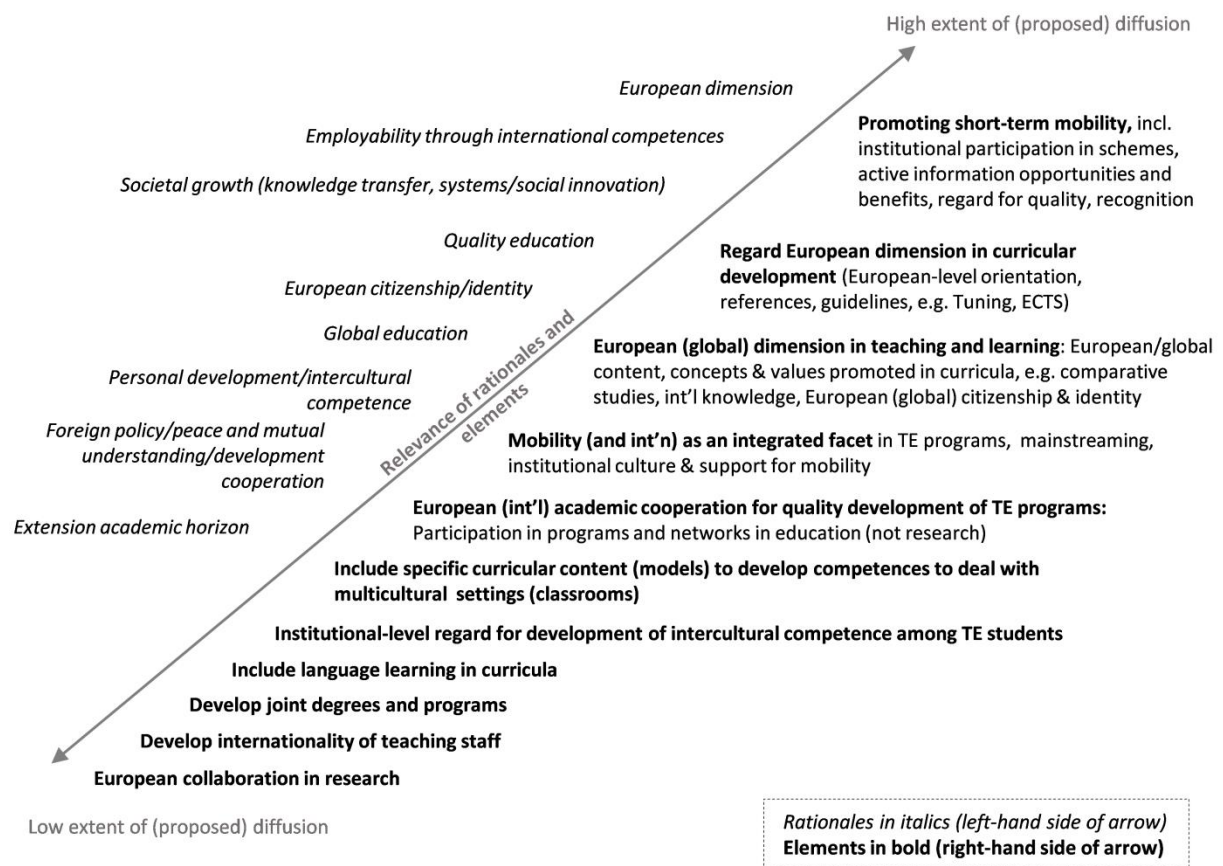 High extent of (proposed) diffusion
European dimension
Employability through international competences
Societal growth (knowledge transfer, systems/social innovation)
Quality education
European citizenship/identity
Global education
Personal development/intercultural
competence
Foreign policy/peace and mutual
understanding/development
cooperation
Extension academic horizon
Relevance of rationales and
elements
Promoting short-term mobility, incl.
institutional participation in schemes,
active information opportunities and
benefits, regard for quality, recognition
Regard European dimension in curricular
development (European-level orientation,
references, guidelines, e.g. Tuning, ECTS)
European (global) dimension in teaching and learning: European/global
content, concepts & values promoted in curricula, e.g. comparative
studies, int'l knowledge, European (global) citizenship & identity
Mobility (and int'n) as an integrated facet in TE programs, mainstreaming,
institutional culture & support for mobility
European (int'l) academic cooperation for quality development of TE programs:
Participation in programs and networks in education (not research)
Include specific curricular content (models) to develop competences to deal with
multicultural settings (classrooms)
Institutional-level regard for development of intercultural competence among TE students
Include language learning in curricula
Develop joint degrees and programs
Develop internationality of teaching staff
European collaboration in research
Low extent of (proposed) diffusion
Rationales in italics (left-hand side of arrow)
Elements in bold (right-hand side of arrow)